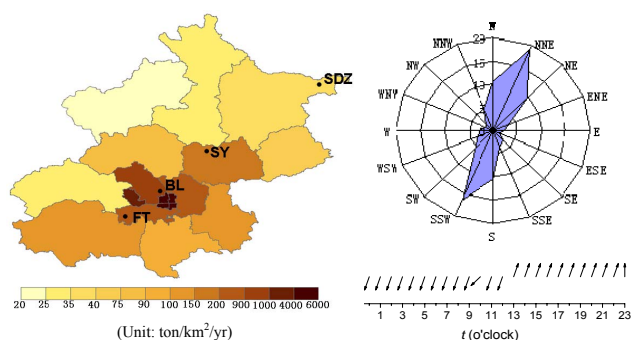 SDZ
SY
BL
FT
20 25 35 40 75 90 100 150 200 900 1000 4000 6000
(Unit: ton/km²/yr)
N
NNE
NE
ENE
E
ESE
SSE
S
SSW
SW
WSW
W
WNW
NW
NNW
23
18
13
1 3 5 7 9 11 13 15 17 19 21 23
t (o'clock)